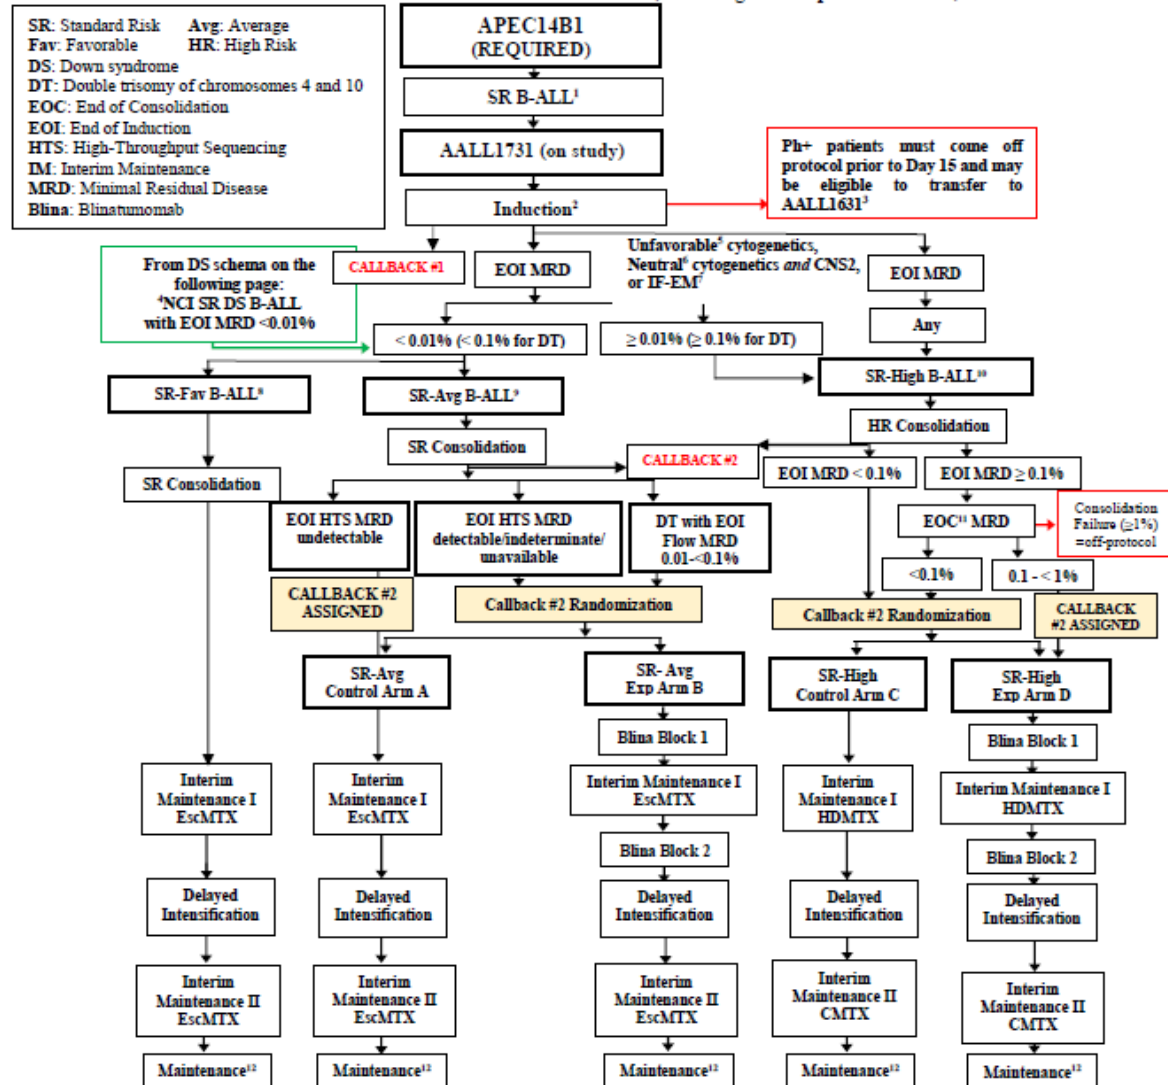 SR: Standard Risk Avg: Average
Fav: Favorable HR: High Risk
DS: Down syndrome
DT: Double trisomy of chromosomes 4 and 10
EOC: End of Consolidation
EOI: End of Induction
HTS: High-Throughput Sequencing
IM: Interim Maintenance
MRD: Minimal Residual Disease
Blina: Blinatumomab
APEC14B1
(REQUIRED)
SR B-ALL¹
AALL1731 (on study)
Induction²
Ph+ patients must come off
protocol prior to Day 15 and may
be eligible to transfer to
AALL1631³
From DS schema on the
following page:
⁴NCI SR DS B-ALL
with EOI MRD <0.01%
CALLBACK #1
EOI MRD
Unfavorable⁵ cytogenetics,
Neutral⁶ cytogenetics and CNS2,
or IF-EM⁷
EOI MRD
Any
< 0.01% (< 0.1% for DT)
≥ 0.01% (≥ 0.1% for DT)
SR-Fav B-ALL⁸
SR-Avg B-ALL⁹
SR-High B-ALL¹⁰
SR Consolidation
SR Consolidation
HR Consolidation
CALLBACK #2
EOI MRD < 0.1%
EOI MRD ≥ 0.1%
EOI HTS MRD
undetectable
EOI HTS MRD
detectable/indeterminate/
unavailable
DT with EOI
Flow MRD
0.01-<0.1%
EOC¹¹ MRD
Consolidation
Failure (≥1%)
=off-protocol
<0.1%
0.1 - < 1%
CALLBACK #2
ASSIGNED
Callback #2 Randomization
Callback #2 Randomization
CALLBACK
#2 ASSIGNED
SR-Avg
Control Arm A
SR- Avg
Exp Arm B
SR-High
Control Arm C
SR-High
Exp Arm D
Blina Block 1
Blina Block 1
Interim
Maintenance I
EscMTX
Interim
Maintenance I
EscMTX
Interim Maintenance I
EscMTX
Interim
Maintenance I
HDMTX
Interim Maintenance I
HDMTX
Blina Block 2
Blina Block 2
Delayed
Intensification
Delayed
Intensification
Delayed
Intensification
Delayed
Intensification
Delayed
Intensification
Interim
Maintenance II
EscMTX
Interim
Maintenance II
EscMTX
Interim
Maintenance II
EscMTX
Interim
Maintenance II
CMTX
Interim
Maintenance II
CMTX
Maintenance¹²
Maintenance¹²
Maintenance¹²
Maintenance¹²
Maintenance¹²